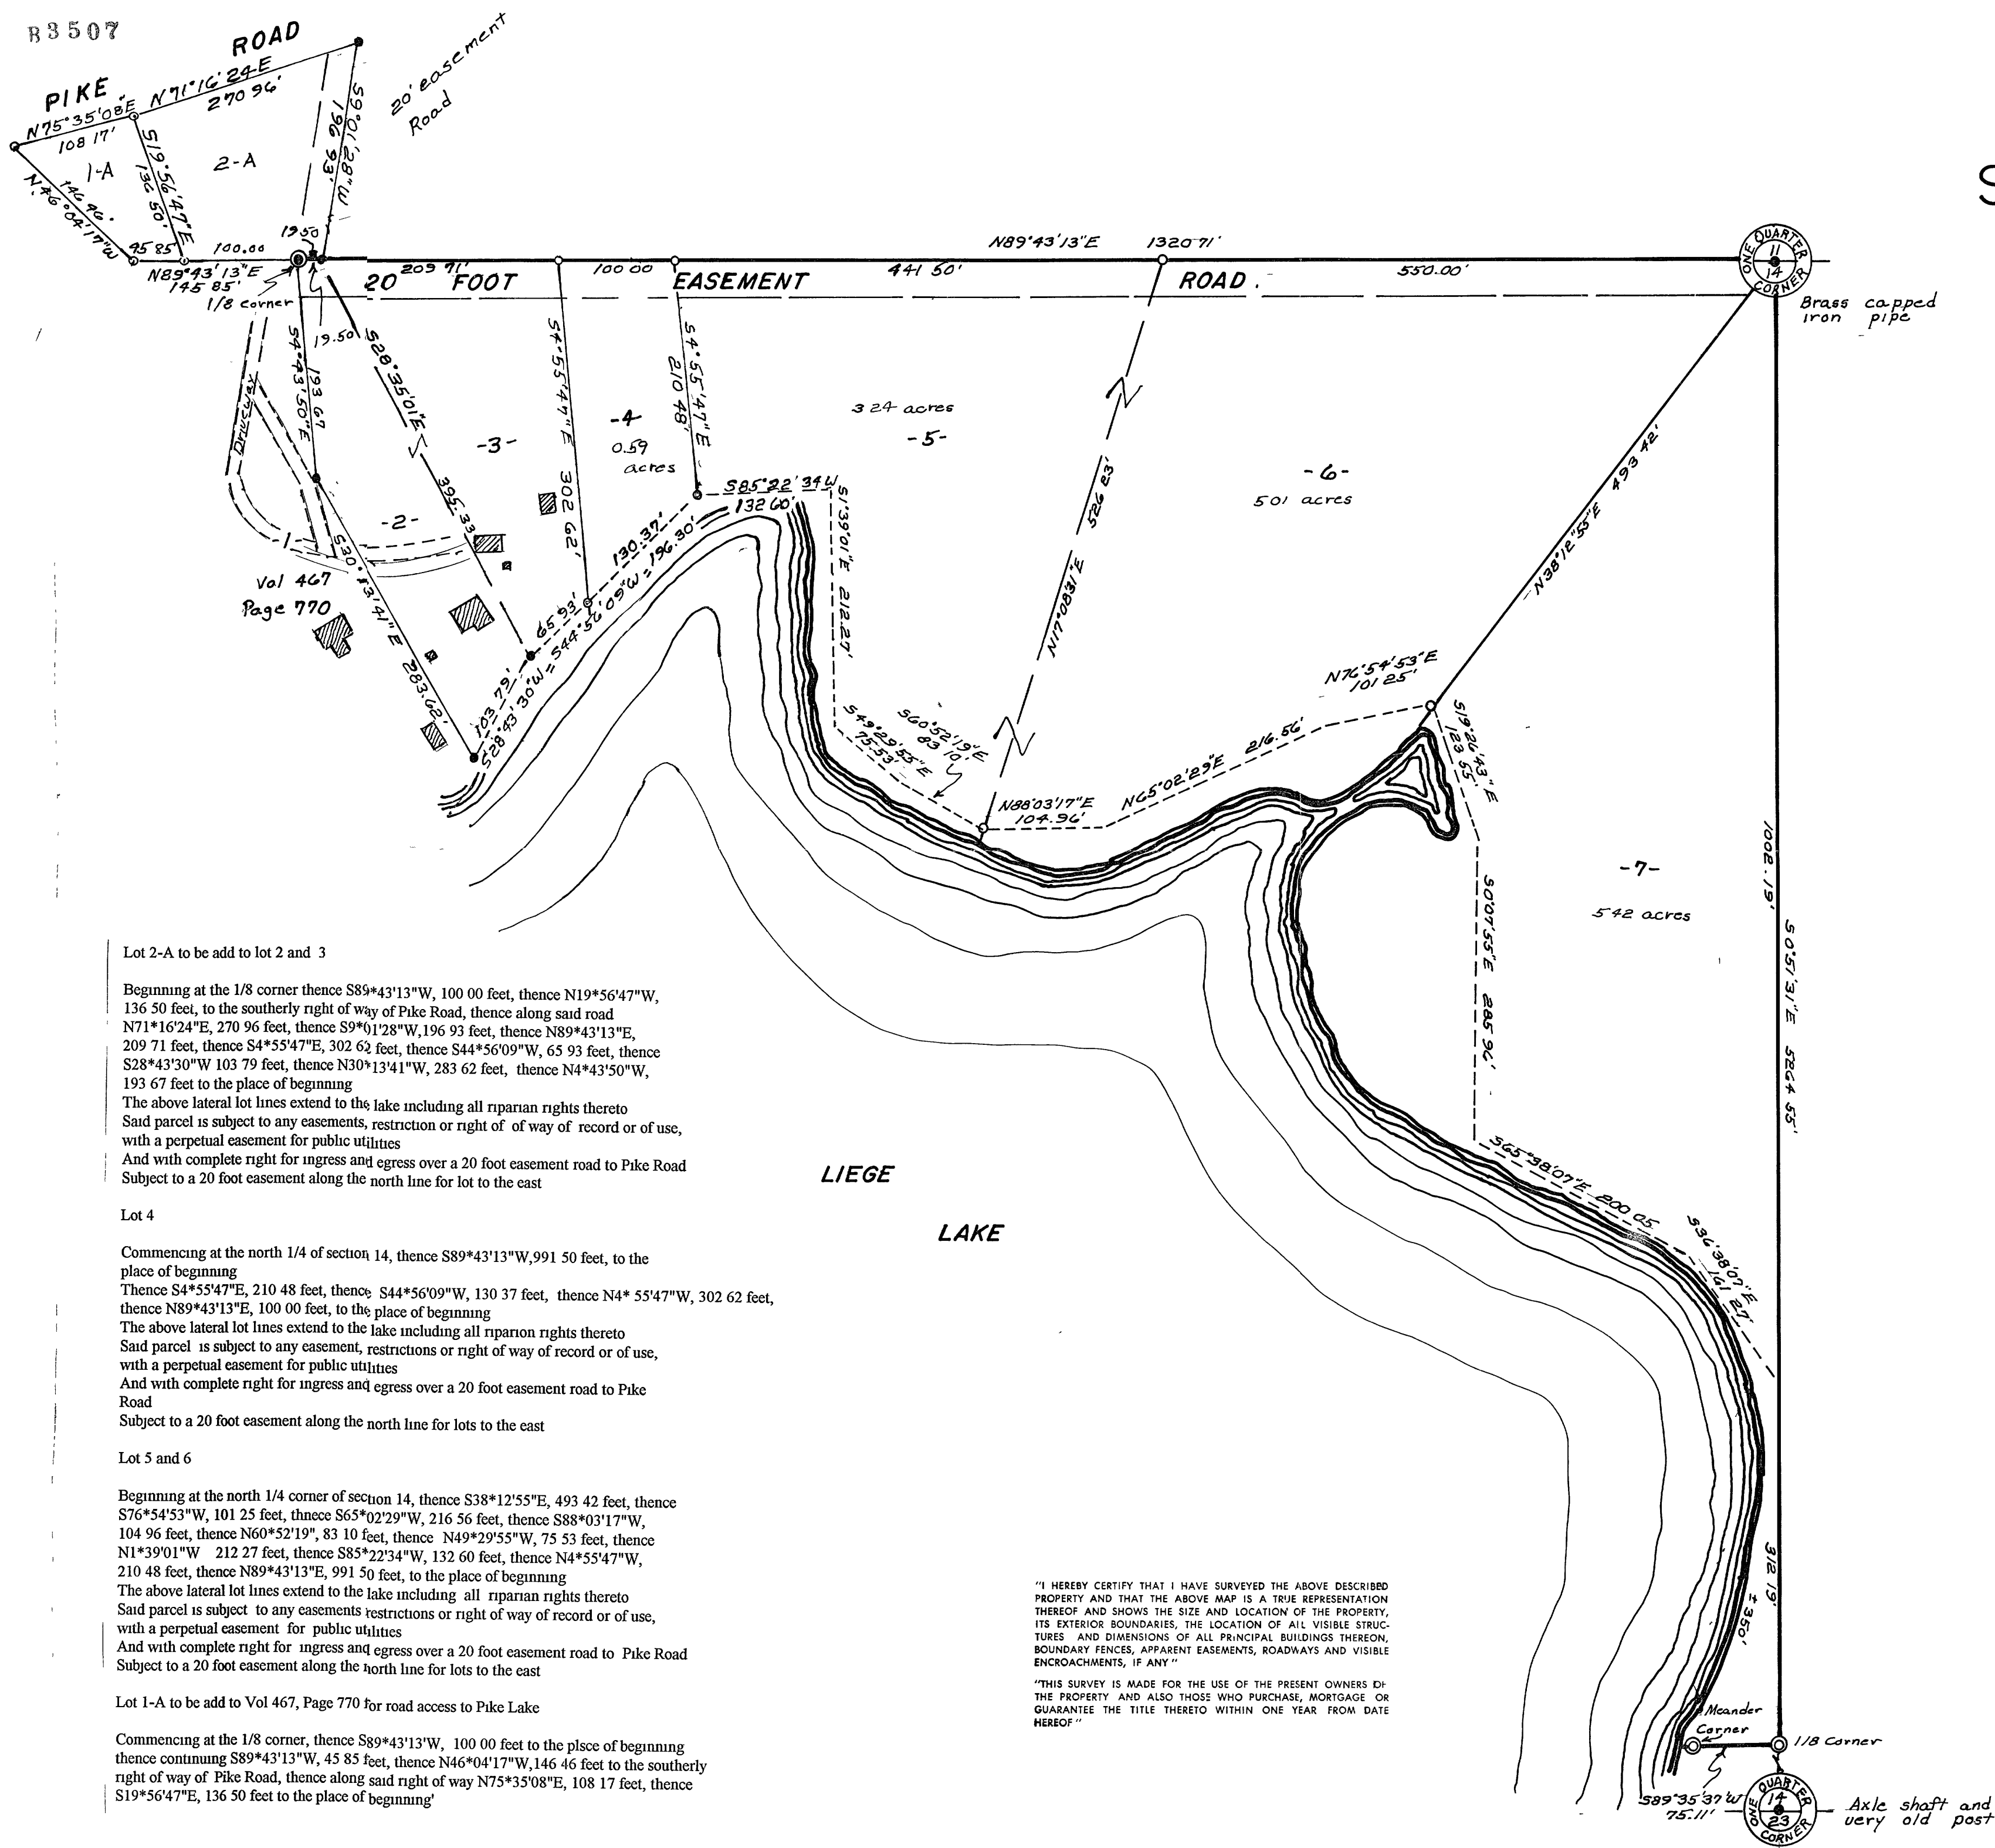 B3507
PIKE ROAD
N75°35'08"E
108 17'
N71°16'24E
270 96'
20' easement
Road
1-A
2-A
S19°56'47"E
136 50'
S9°01'28"W
196 93'
146 46'
N.46°04'17"W
45 85'
100.00
1950
N89°43'13"E
145 85'
1/8 corner
N89°43'13"E 1320 71'
209 71'
100 00
441 50'
550.00'
20 FOOT EASEMENT ROAD.
ONE QUARTER CORNER
11
14
Brass capped
iron pipe
S
19.50
Driveway
S4°43'50"E
193 67
S28°35'01"E
395.33
S4°55'47"E 302 62'
S4°55'47"E
210 48'
-3-
-4
0.59
acres
3 24 acres
-5-
-6-
5 01 acres
N38°12'55"E
493 42'
-2-
S30°13'41"E 283.62'
Vol 467
Page 770
S85°22'34W
132 60'
130.37'
65 93'
S44°56'09"W = 196.30'
103.79'
S28°43'30"W =
S1°39'01"E 212.27'
S49°29'55"E
75.53'
S60°52'19"E
83 10'
N17°0831"E
526 23'
N88°03'17"E
104.96'
N65°02'29E 216.56'
N76°54'53"E
101 25'
S19°26'43"E
123 55'
-7-
5 42 acres
S0°07'55"E 285 96'
1002.19'
S0°51'31"E 5264 55'
S65°38'07"E 200 05
S36°38'07"E
161 27'
312 19'
± 350'
LIEGE
LAKE
Meander
Corner
1/8 Corner
S89°35'37"W
75.11'
ONE QUARTER CORNER
14
23
Axle shaft and
very old post
Lot 2-A to be add to lot 2 and 3
Beginning at the 1/8 corner thence S89*43'13"W, 100 00 feet, thence N19*56'47"W,
136 50 feet, to the southerly right of way of Pike Road, thence along said road
N71*16'24"E, 270 96 feet, thence S9*01'28"W,196 93 feet, thence N89*43'13"E,
209 71 feet, thence S4*55'47"E, 302 62 feet, thence S44*56'09"W, 65 93 feet, thence
S28*43'30"W 103 79 feet, thence N30*13'41"W, 283 62 feet, thence N4*43'50"W,
193 67 feet to the place of beginning
The above lateral lot lines extend to the lake including all riparian rights thereto
Said parcel is subject to any easements, restriction or right of of way of record or of use,
with a perpetual easement for public utilities
And with complete right for ingress and egress over a 20 foot easement road to Pike Road
Subject to a 20 foot easement along the north line for lot to the east
Lot 4
Commencing at the north 1/4 of section 14, thence S89*43'13"W,991 50 feet, to the
place of beginning
Thence S4*55'47"E, 210 48 feet, thence S44*56'09"W, 130 37 feet, thence N4* 55'47"W, 302 62 feet,
thence N89*43'13"E, 100 00 feet, to the place of beginning
The above lateral lot lines extend to the lake including all riparion rights thereto
Said parcel is subject to any easement, restrictions or right of way of record or of use,
with a perpetual easement for public utilities
And with complete right for ingress and egress over a 20 foot easement road to Pike
Road
Subject to a 20 foot easement along the north line for lots to the east
Lot 5 and 6
Beginning at the north 1/4 corner of section 14, thence S38*12'55"E, 493 42 feet, thence
S76*54'53"W, 101 25 feet, thnece S65*02'29"W, 216 56 feet, thence S88*03'17"W,
104 96 feet, thence N60*52'19", 83 10 feet, thence N49*29'55"W, 75 53 feet, thence
N1*39'01"W 212 27 feet, thence S85*22'34"W, 132 60 feet, thence N4*55'47"W,
210 48 feet, thence N89*43'13"E, 991 50 feet, to the place of beginning
The above lateral lot lines extend to the lake including all riparian rights thereto
Said parcel is subject to any easements restrictions or right of way of record or of use,
with a perpetual easement for public utilities
And with complete right for ingress and egress over a 20 foot easement road to Pike Road
Subject to a 20 foot easement along the north line for lots to the east
Lot 1-A to be add to Vol 467, Page 770 for road access to Pike Lake
Commencing at the 1/8 corner, thence S89*43'13'W, 100 00 feet to the plsce of beginning
thence continuing S89*43'13"W, 45 85 feet, thence N46*04'17"W,146 46 feet to the southerly
right of way of Pike Road, thence along said right of way N75*35'08"E, 108 17 feet, thence
S19*56'47"E, 136 50 feet to the place of beginning'
"I HEREBY CERTIFY THAT I HAVE SURVEYED THE ABOVE DESCRIBED
PROPERTY AND THAT THE ABOVE MAP IS A TRUE REPRESENTATION
THEREOF AND SHOWS THE SIZE AND LOCATION OF THE PROPERTY,
ITS EXTERIOR BOUNDARIES, THE LOCATION OF ALL VISIBLE STRUC-
TURES AND DIMENSIONS OF ALL PRINCIPAL BUILDINGS THEREON,
BOUNDARY FENCES, APPARENT EASEMENTS, ROADWAYS AND VISIBLE
ENCROACHMENTS, IF ANY"
"THIS SURVEY IS MADE FOR THE USE OF THE PRESENT OWNERS OF
THE PROPERTY AND ALSO THOSE WHO PURCHASE, MORTGAGE OR
GUARANTEE THE TITLE THERETO WITHIN ONE YEAR FROM DATE
HEREOF"